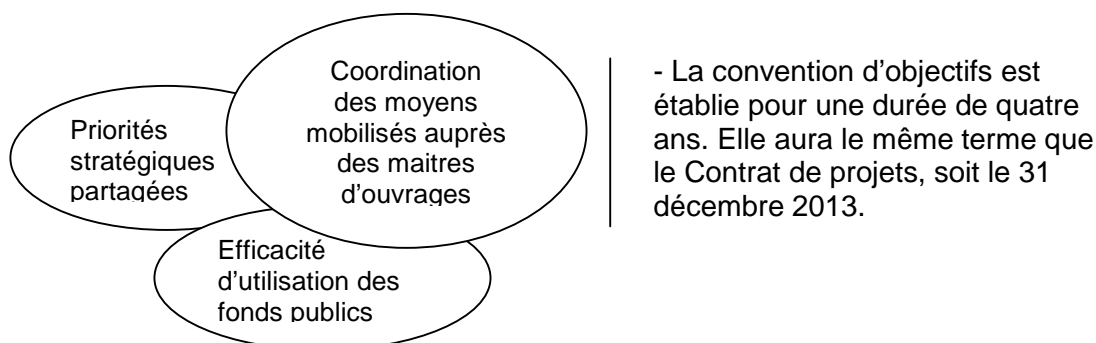 Coordination
des moyens
mobilisés auprès
des maitres
d'ouvrages
Priorités
stratégiques
partagées
Efficacité
d'utilisation des
fonds publics
- La convention d'objectifs est
établie pour une durée de quatre
ans. Elle aura le même terme que
le Contrat de projets, soit le 31
décembre 2013.